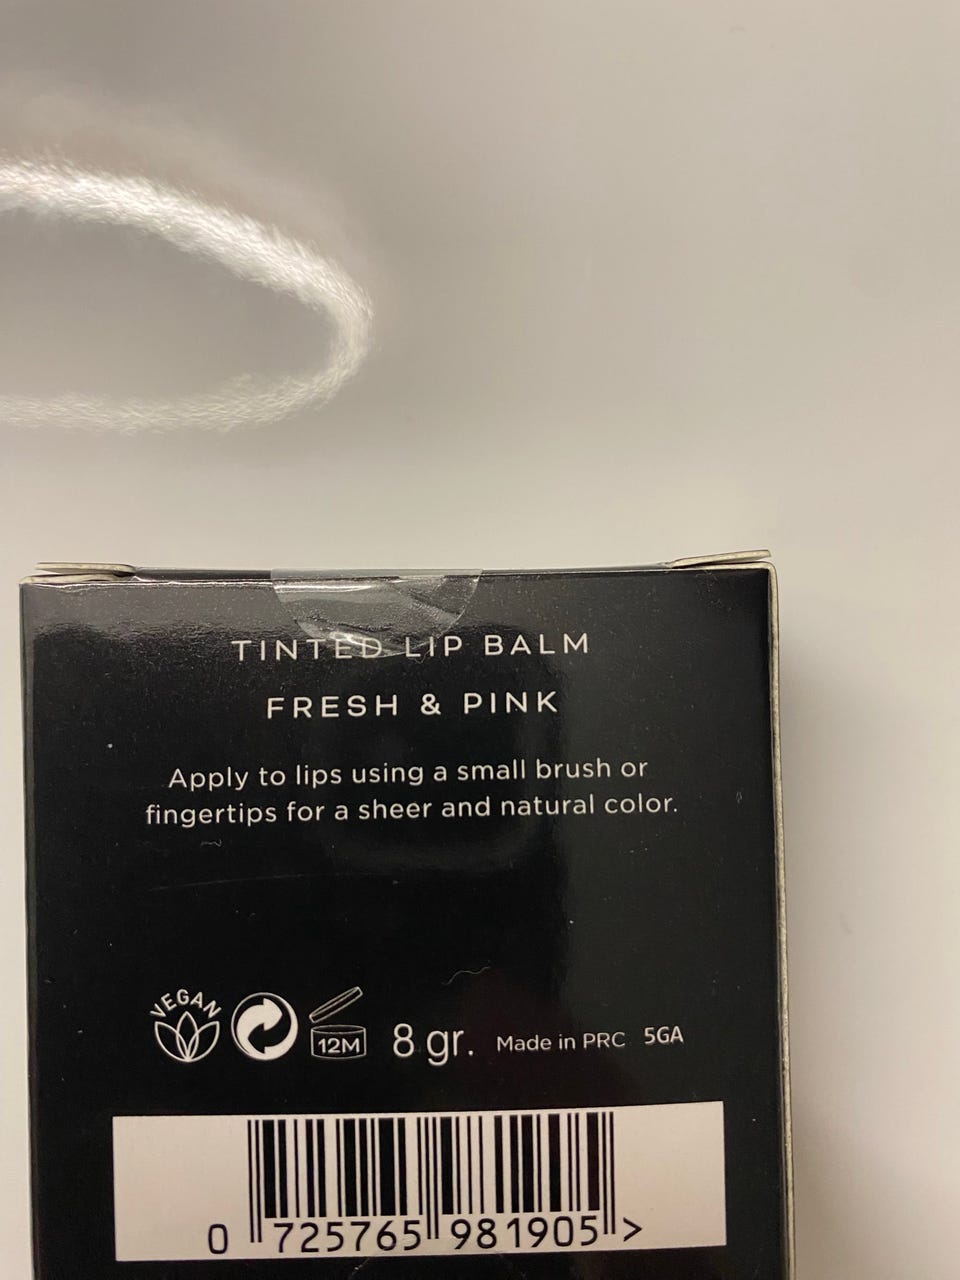 TINTED LIP BALM
FRESH & PINK
Apply to lips using a small brush or
fingertips for a sheer and natural color.
VEGAN 12M 8 gr. Made in PRC 5GA
0 725765 981905 >